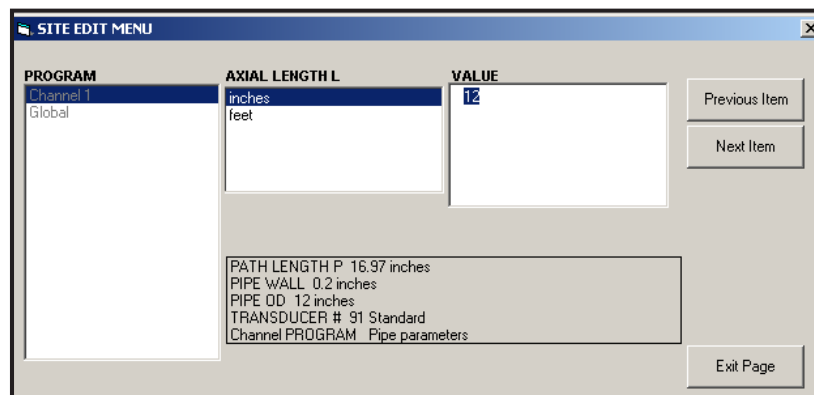 SITE EDIT MENU
PROGRAM
Channel 1
Global
AXIAL LENGTH L
inches
feet
VALUE
12
Previous Item
Next Item
PATH LENGTH P 16.97 inches
PIPE WALL 0.2 inches
PIPE OD 12 inches
TRANSDUCER # 91 Standard
Channel PROGRAM Pipe parameters
Exit Page